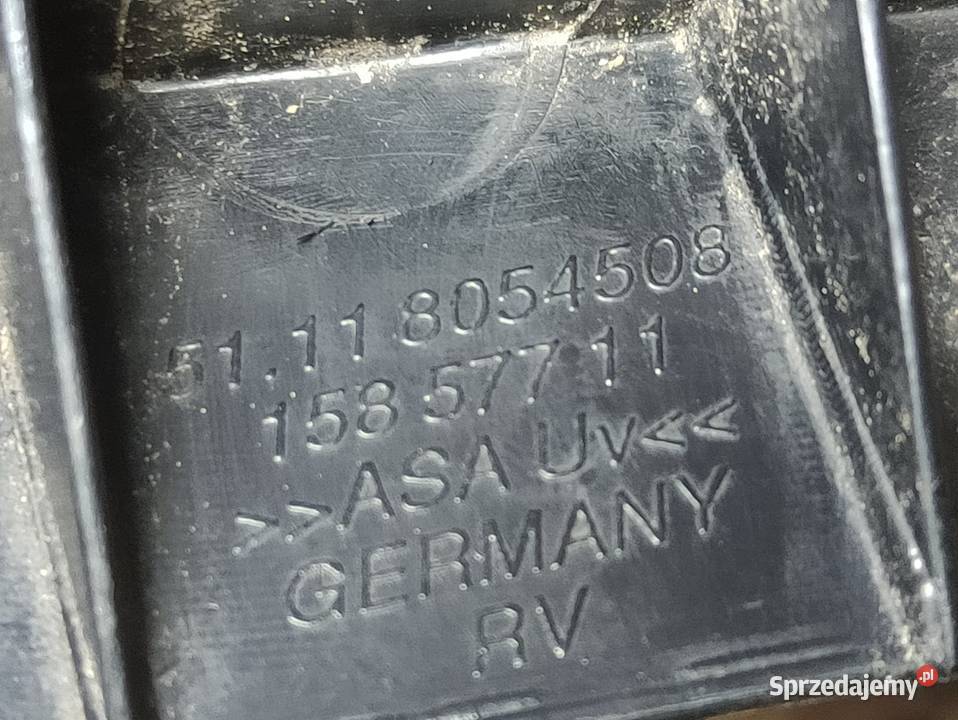 51.11 8054508
158 577 11
>>ASA Uv<<
GERMANY
RV
Sprzedajemy.pl